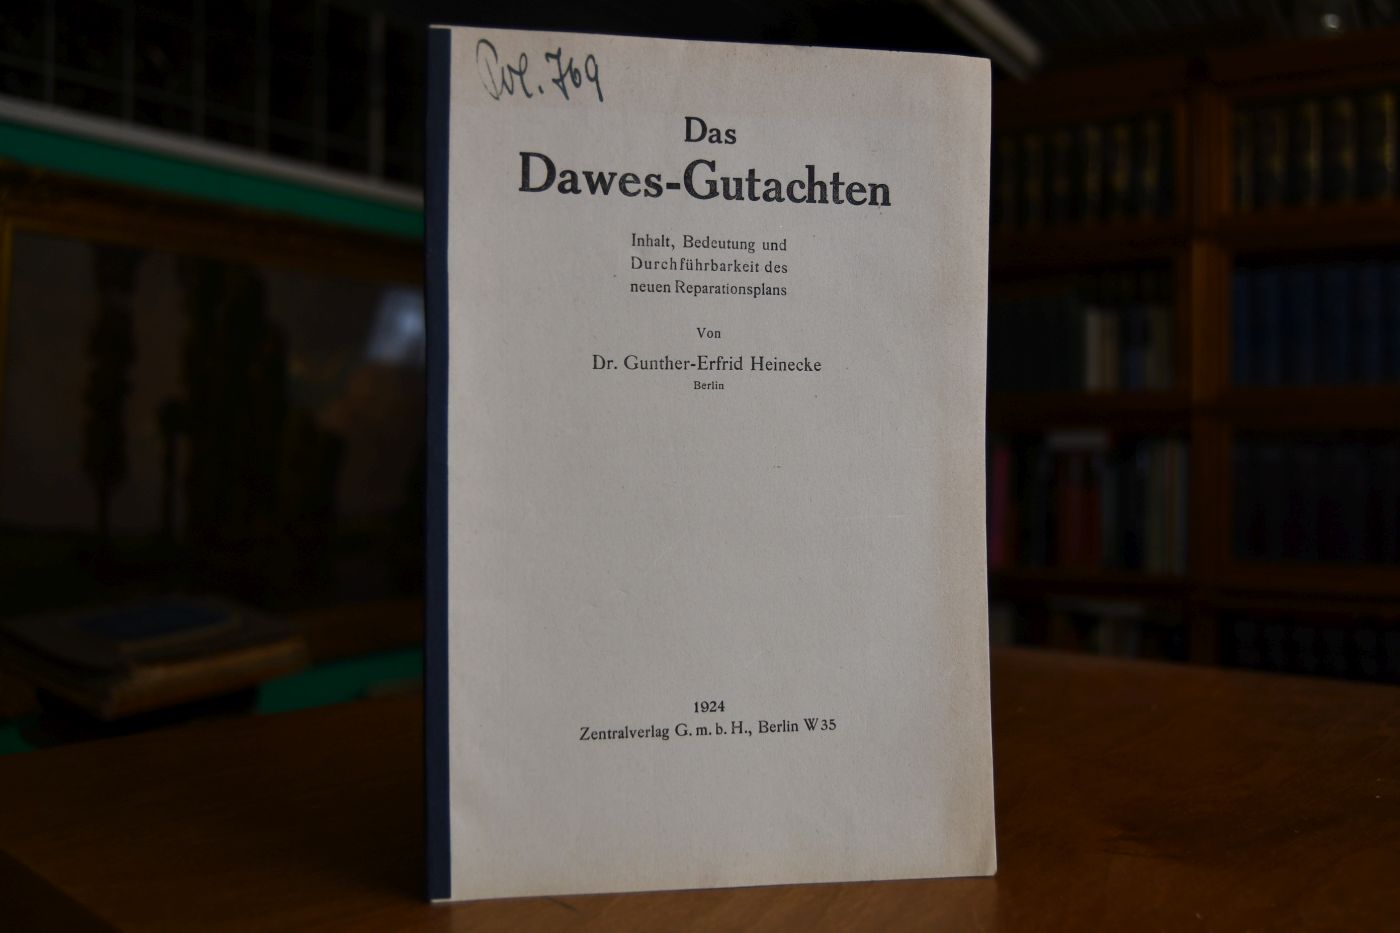 Pol. 769
Das
Dawes-Gutachten
Inhalt, Bedeutung und
Durchführbarkeit des
neuen Reparationsplans
Von
Dr. Gunther-Erfrid Heinecke
Berlin
1924
Zentralverlag G. m. b. H., Berlin W 35